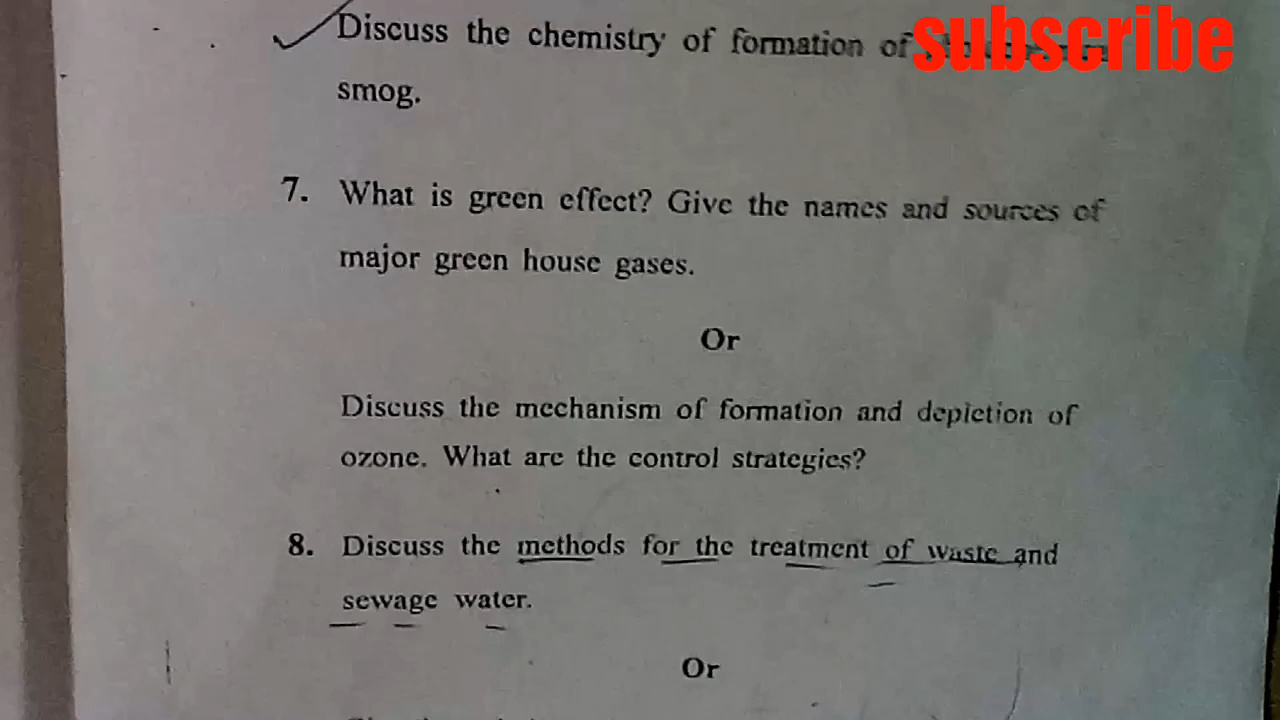 subscribe
Discuss the chemistry of formation of
smog.
7. What is green effect? Give the names and sources of
major green house gases.
Or
Discuss the mechanism of formation and depletion of
ozone. What are the control strategies?
8. Discuss the methods for the treatment of waste and
sewage water.
Or